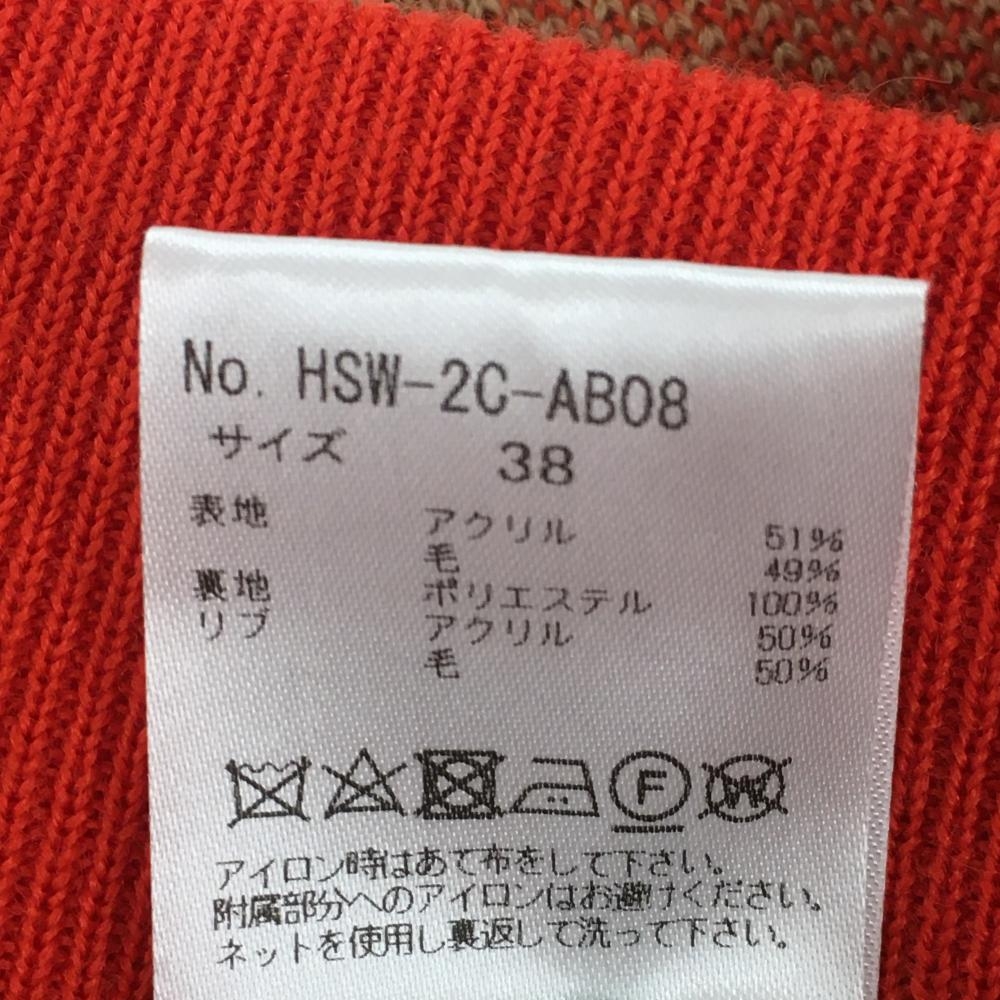 No. HSW-2C-AB08
サイズ 38
表地 アクリル 51%
毛 49%
裏地 ポリエステル 100%
リブ アクリル 50%
毛 50%
F W
アイロン時はあて布をして下さい。
附属部分へのアイロンはお避けください。
ネットを使用し裏返して洗って下さい。